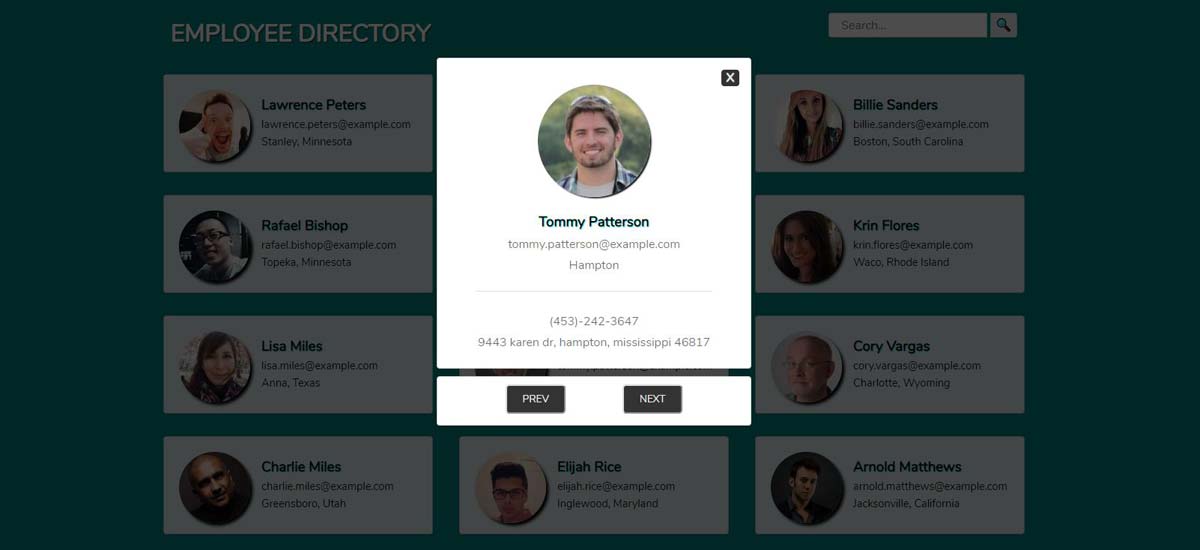 EMPLOYEE DIRECTORY
Search...
X
Lawrence Peters
lawrence.peters@example.com
Stanley, Minnesota
Billie Sanders
billie.sanders@example.com
Boston, South Carolina
Tommy Patterson
tommy.patterson@example.com
Hampton
(453)-242-3647
9443 karen dr, hampton, mississippi 46817
Rafael Bishop
rafael.bishop@example.com
Topeka, Minnesota
Krin Flores
krin.flores@example.com
Waco, Rhode Island
Lisa Miles
lisa.miles@example.com
Anna, Texas
Cory Vargas
cory.vargas@example.com
Charlotte, Wyoming
PREV
NEXT
Charlie Miles
charlie.miles@example.com
Greensboro, Utah
Elijah Rice
elijah.rice@example.com
Inglewood, Maryland
Arnold Matthews
arnold.matthews@example.com
Jacksonville, California